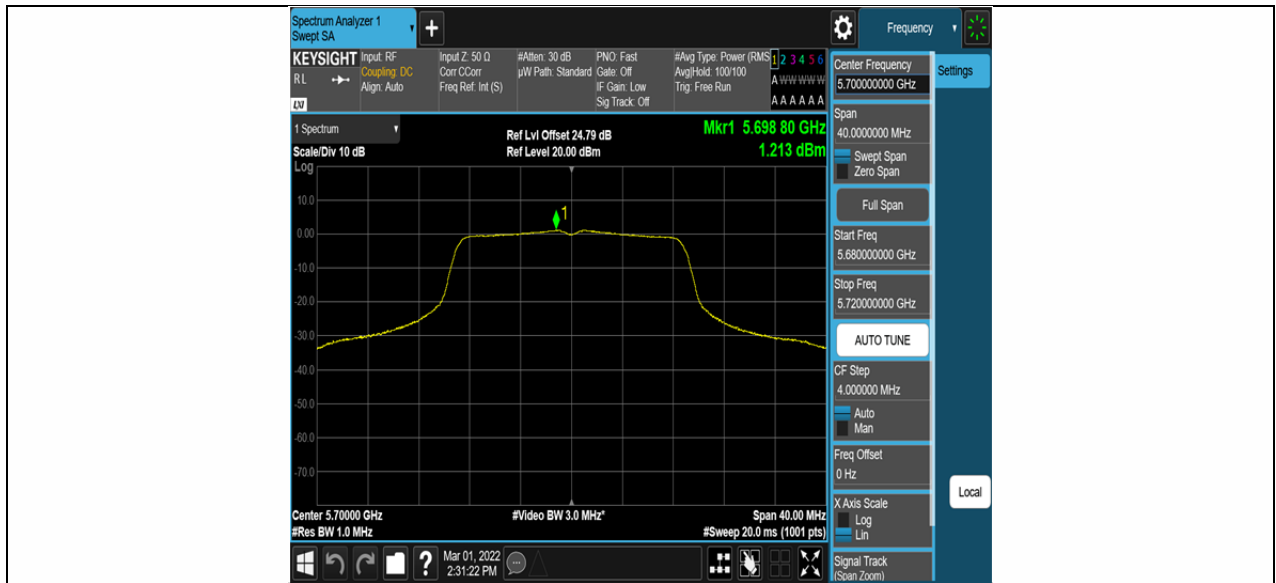 Spectrum Analyzer 1
Swept SA
+
Frequency
KEYSIGHT
RL
LXI
Input: RF
Coupling: DC
Align: Auto
Input Z: 50 Ω
Corr CCorr
Freq Ref: Int (S)
#Atten: 30 dB
µW Path: Standard
PNO: Fast
Gate: Off
IF Gain: Low
Sig Track: Off
#Avg Type: Power (RMS
Avg|Hold: 100/100
Trig: Free Run
1 2 3 4 5 6
A W W W W W
A A A A A A
1 Spectrum
Scale/Div 10 dB
Log
Ref Lvl Offset 24.79 dB
Ref Level 20.00 dBm
Mkr1 5.698 80 GHz
1.213 dBm
1
10.0
0.00
-10.0
-20.0
-30.0
-40.0
-50.0
-60.0
-70.0
Center 5.70000 GHz
#Res BW 1.0 MHz
#Video BW 3.0 MHz*
Span 40.00 MHz
#Sweep 20.0 ms (1001 pts)
?
Mar 01, 2022
2:31:22 PM
Center Frequency
5.700000000 GHz
Settings
Span
40.0000000 MHz
Swept Span
Zero Span
Full Span
Start Freq
5.680000000 GHz
Stop Freq
5.720000000 GHz
AUTO TUNE
CF Step
4.000000 MHz
Auto
Man
Freq Offset
0 Hz
X Axis Scale
Log
Lin
Local
Signal Track
(Span Zoom)